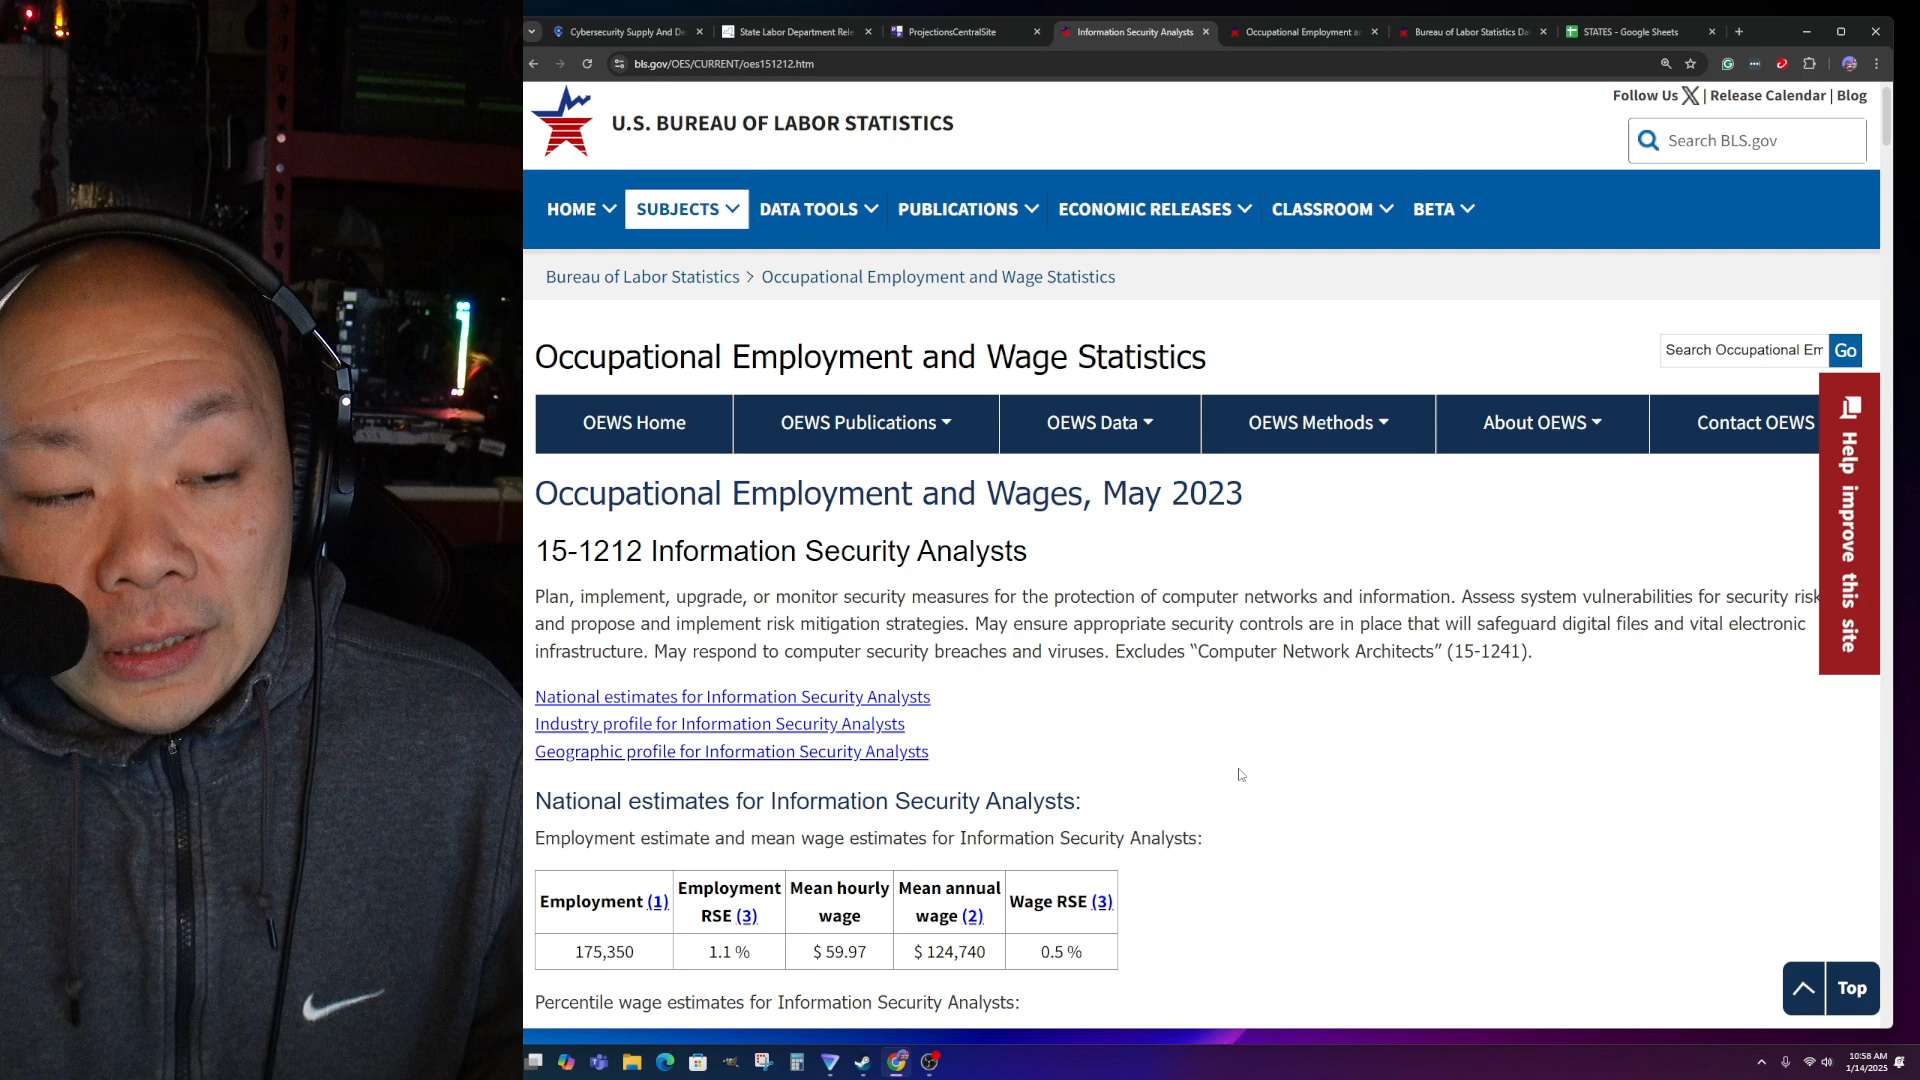 Cybersecurity Supply And De
State Labor Department Rele
ProjectionsCentralSite
Information Security Analysts
Occupational Employment a
Bureau of Labor Statistics Da
STATES - Google Sheets
bls.gov/OES/CURRENT/oes151212.htm
Follow Us X | Release Calendar | Blog
U.S. BUREAU OF LABOR STATISTICS
Search BLS.gov
HOME SUBJECTS DATA TOOLS PUBLICATIONS ECONOMIC RELEASES CLASSROOM BETA
Bureau of Labor Statistics > Occupational Employment and Wage Statistics
Occupational Employment and Wage Statistics
Search Occupational Em Go
OEWS Home OEWS Publications OEWS Data OEWS Methods About OEWS Contact OEWS
Help improve this site
Occupational Employment and Wages, May 2023
15-1212 Information Security Analysts
Plan, implement, upgrade, or monitor security measures for the protection of computer networks and information. Assess system vulnerabilities for security risk
and propose and implement risk mitigation strategies. May ensure appropriate security controls are in place that will safeguard digital files and vital electronic
infrastructure. May respond to computer security breaches and viruses. Excludes “Computer Network Architects” (15-1241).
National estimates for Information Security Analysts
Industry profile for Information Security Analysts
Geographic profile for Information Security Analysts
National estimates for Information Security Analysts:
Employment estimate and mean wage estimates for Information Security Analysts:
Employment (1) Employment RSE (3) Mean hourly wage Mean annual wage (2) Wage RSE (3)
175,350 1.1 % $ 59.97 $ 124,740 0.5 %
Percentile wage estimates for Information Security Analysts:
Top
10:58 AM
1/14/2025